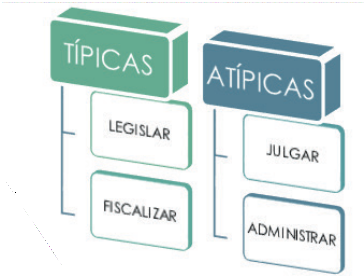 TÍPICAS
LEGISLAR
FISCALIZAR
ATÍPICAS
JULGAR
ADMINISTRAR